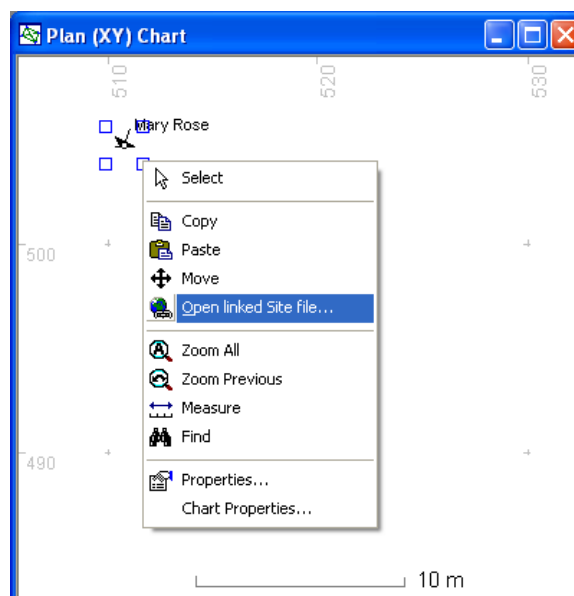 Plan (XY) Chart
510
520
530
Mary Rose
Select
Copy
Paste
Move
Open linked Site file...
Zoom All
Zoom Previous
Measure
Find
Properties...
Chart Properties...
500
490
10 m